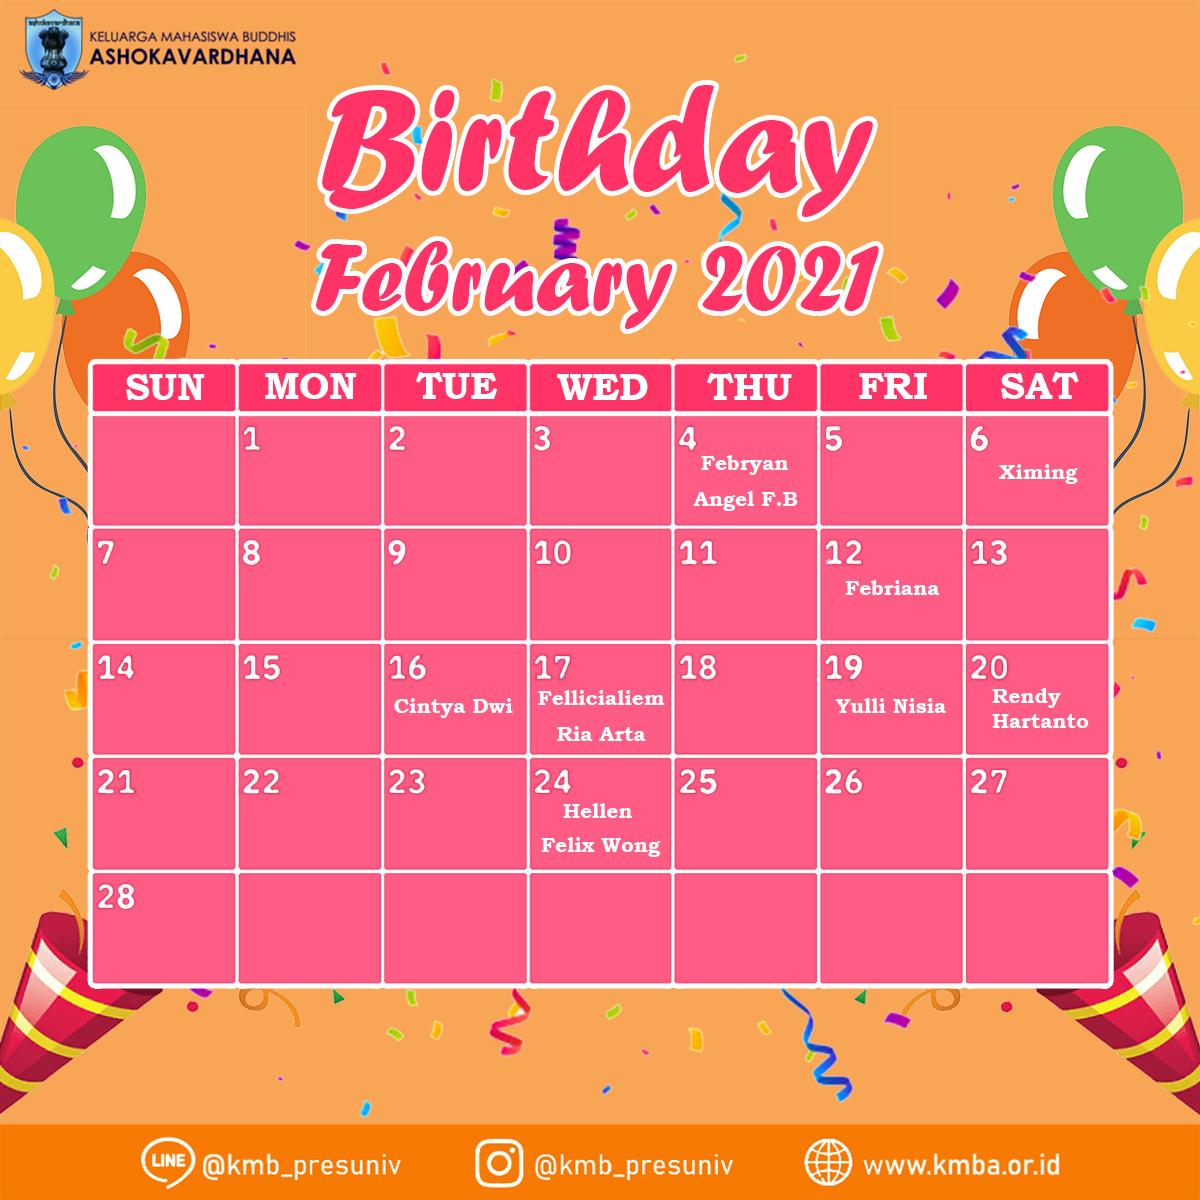 ashokavardhana
KELUARGA MAHASISWA BUDDHIS
ASHOKAVARDHANA
Birthday
February 2021
SUN MON TUE WED THU FRI SAT
1 2 3 4 5 6
Febryan
Angel F.B
Ximing
7 8 9 10 11 12 13
Febriana
14 15 16 17 18 19 20
Cintya Dwi
Fellicialiem
Ria Arta
Yulli Nisia
Rendy
Hartanto
21 22 23 24 25 26 27
Hellen
Felix Wong
28
LINE @kmb_presuniv @kmb_presuniv www.kmba.or.id